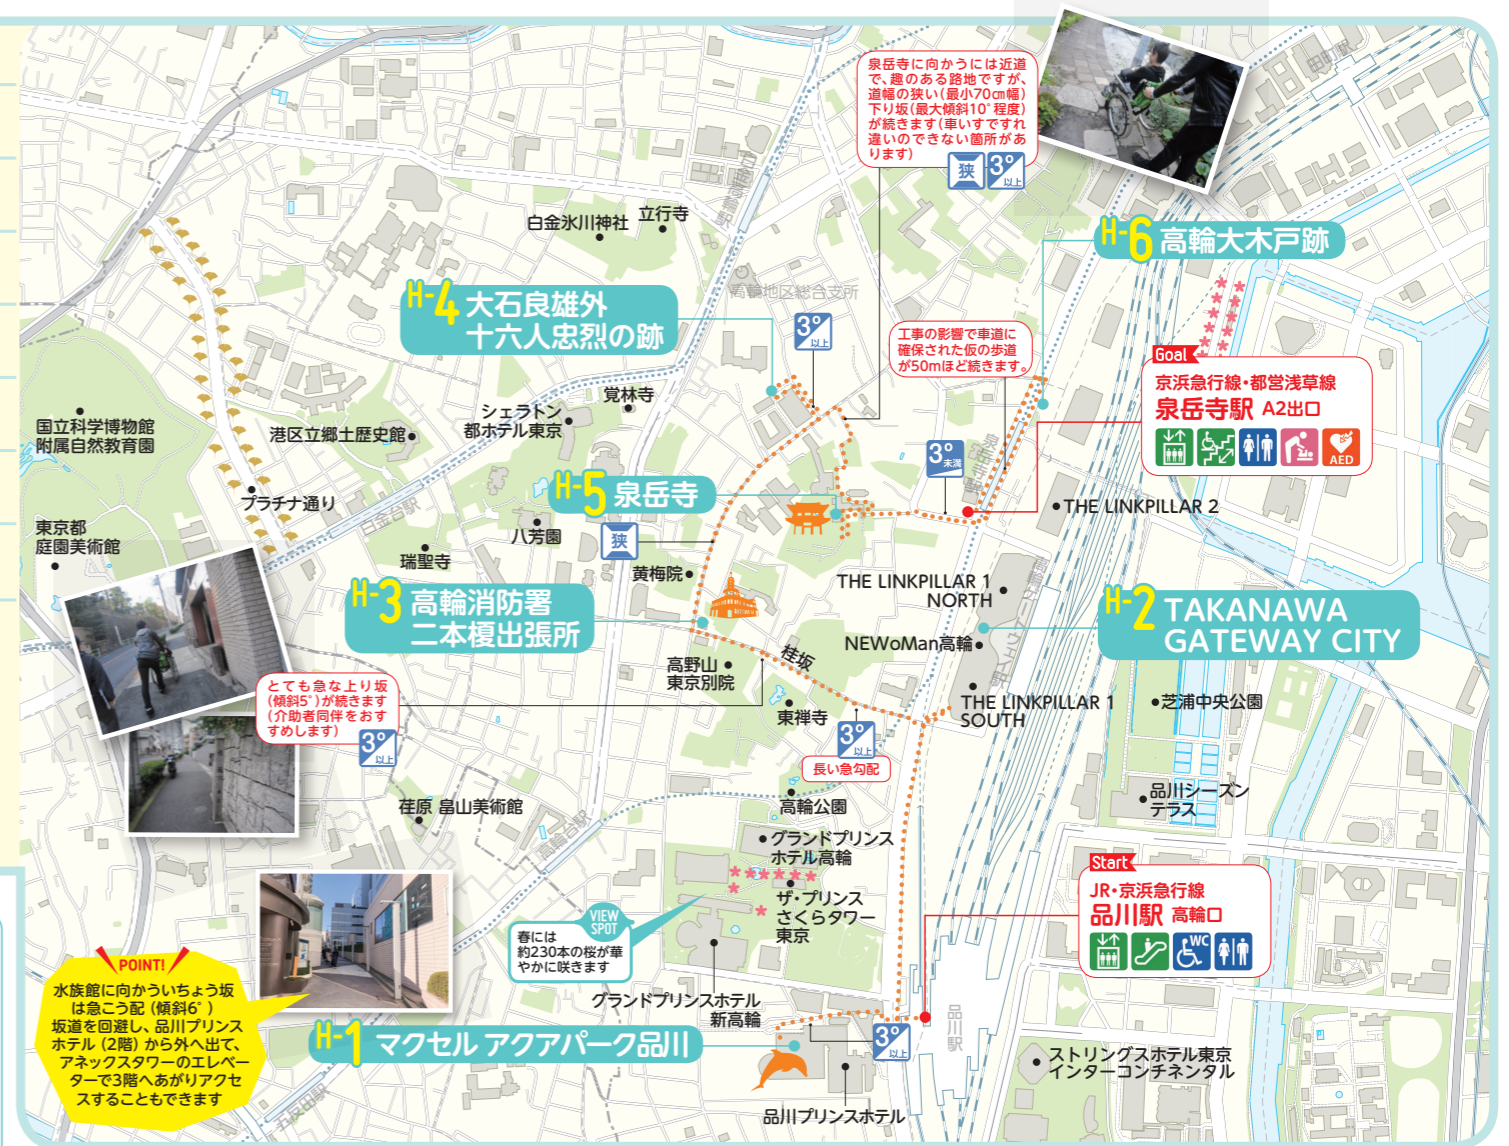 泉岳寺に向かうには近道
で、趣のある路地ですが、
道幅の狭い(最小70㎝幅)
下り坂(最大傾斜10°程度)
が続きます(車いすですれ
違いのできない箇所があ
ります)
狭
3°
以上
田町駅
白金氷川神社
立行寺
H-6 高輪大木戸跡
高輪地区総合支所
H-4 大石良雄外
十六人忠烈の跡
3°
以上
工事の影響で車道に
確保された仮の歩道
が50mほど続きます。
Goal
京浜急行線・都営浅草線
泉岳寺駅 A2出口
AED
国立科学博物館
附属自然教育園
港区立郷土歴史館
シェラトン
都ホテル東京
覚林寺
3°
未満
泉岳寺駅
プラチナ通り
白金台駅
H-5 泉岳寺
THE LINKPILLAR 2
東京都
庭園美術館
瑞聖寺
八芳園
狭
黄梅院
THE LINKPILLAR 1
NORTH
H-3 高輪消防署
二本榎出張所
H-2 TAKANAWA
GATEWAY CITY
NEWoMan高輪
高野山
東京別院
桂坂
THE LINKPILLAR 1
SOUTH
芝浦中央公園
とても急な上り坂
(傾斜5°)が続きます
(介助者同伴をおす
すめします)
3°
以上
東禅寺
3°
以上
長い急勾配
荏原 畠山美術館
高輪台駅
高輪公園
品川シーズン
テラス
グランドプリンス
ホテル高輪
ザ・プリンス
さくらタワー
東京
VIEW
SPOT
春には
約230本の桜が華
やかに咲きます
Start
JR・京浜急行線
品川駅 高輪口
WC
グランドプリンスホテル
新高輪
品川駅
POINT!
水族館に向かういちょう坂
は急こう配(傾斜6°)
坂道を回避し、品川プリンス
ホテル(2階)から外へ出て、
アネックスタワーのエレベー
ターで3階へあがりアクセ
スすることもできます
H-1 マクセル アクアパーク品川
3°
以上
ストリングスホテル東京
インターコンチネンタル
品川プリンスホテル
五反田駅